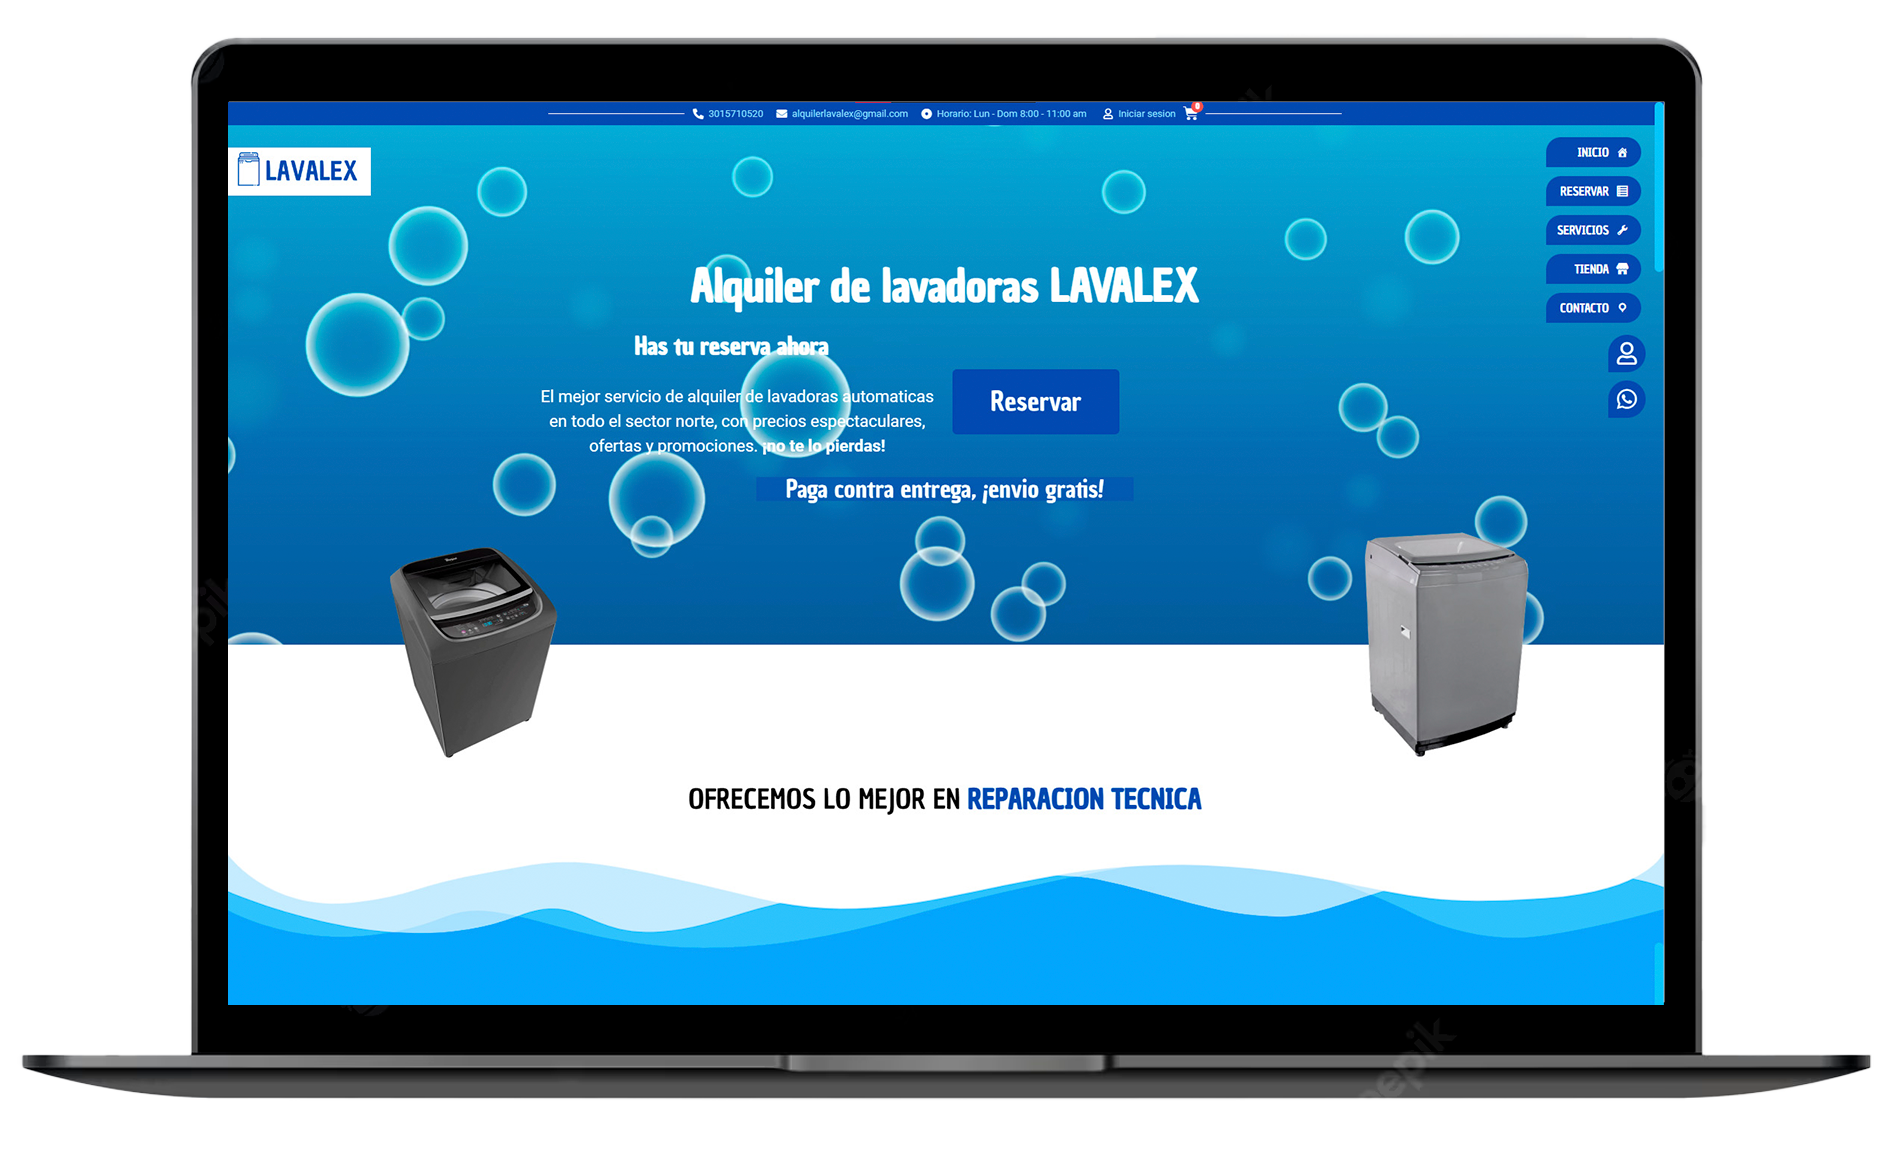 3015710520 alquilerlavalex@gmail.com Horario: Lun - Dom 8:00 - 11:00 am Iniciar sesion 0
LAVALEX
INICIO
RESERVAR
SERVICIOS
TIENDA
CONTACTO
Alquiler de lavadoras LAVALEX
Has tu reserva ahora
El mejor servicio de alquiler de lavadoras automaticas
en todo el sector norte, con precios espectaculares,
ofertas y promociones. ¡no te lo pierdas!
Reservar
Paga contra entrega, ¡envio gratis!
OFRECEMOS LO MEJOR EN REPARACION TECNICA